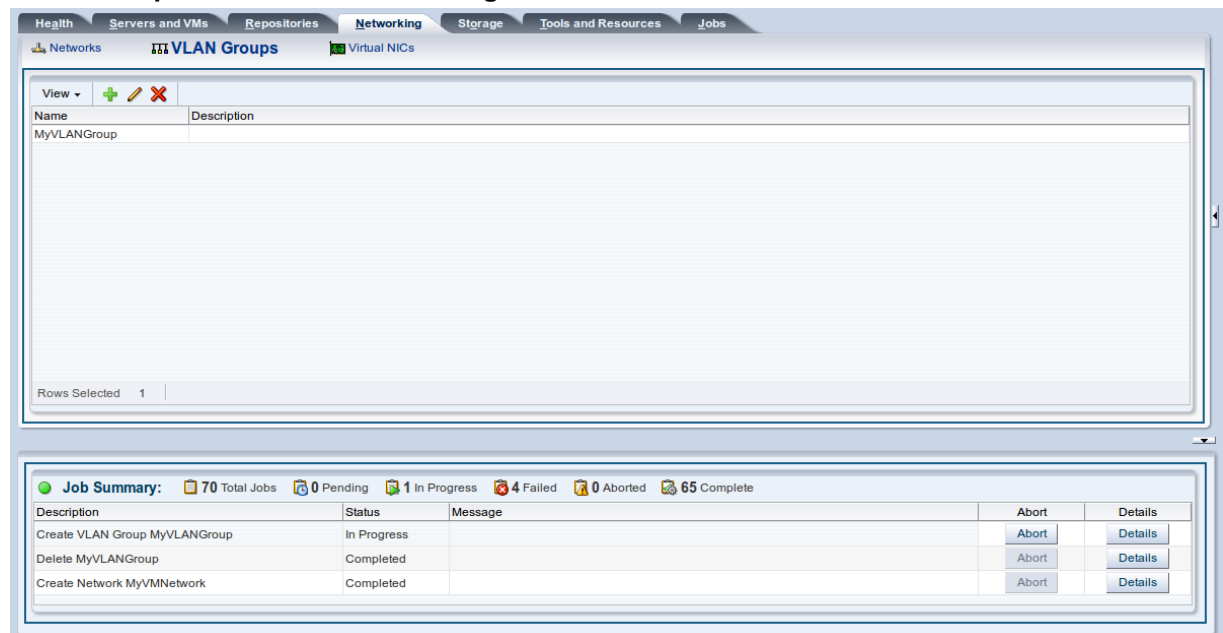 Health Servers and VMs Repositories Networking Storage Tools and Resources Jobs
Networks VLAN Groups Virtual NICs
View
Name Description
MyVLANGroup
Rows Selected 1
Job Summary: 70 Total Jobs 0 Pending 1 In Progress 4 Failed 0 Aborted 65 Complete
Description Status Message Abort Details
Create VLAN Group MyVLANGroup In Progress Abort Details
Delete MyVLANGroup Completed Abort Details
Create Network MyVMNetwork Completed Abort Details